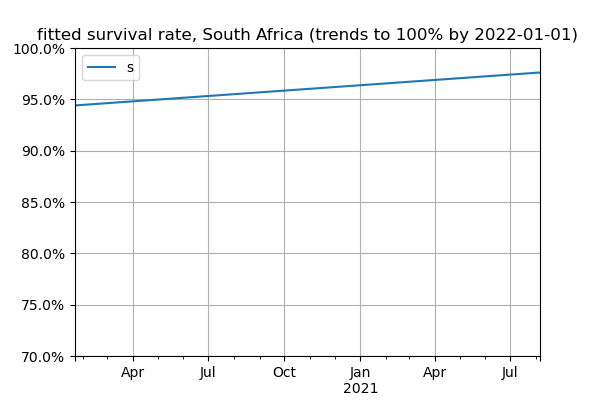 fitted survival rate, South Africa (trends to 100% by 2022-01-01)
100.0%
s
95.0%
90.0%
85.0%
80.0%
75.0%
70.0%
Apr Jul Oct Jan Apr Jul
2021